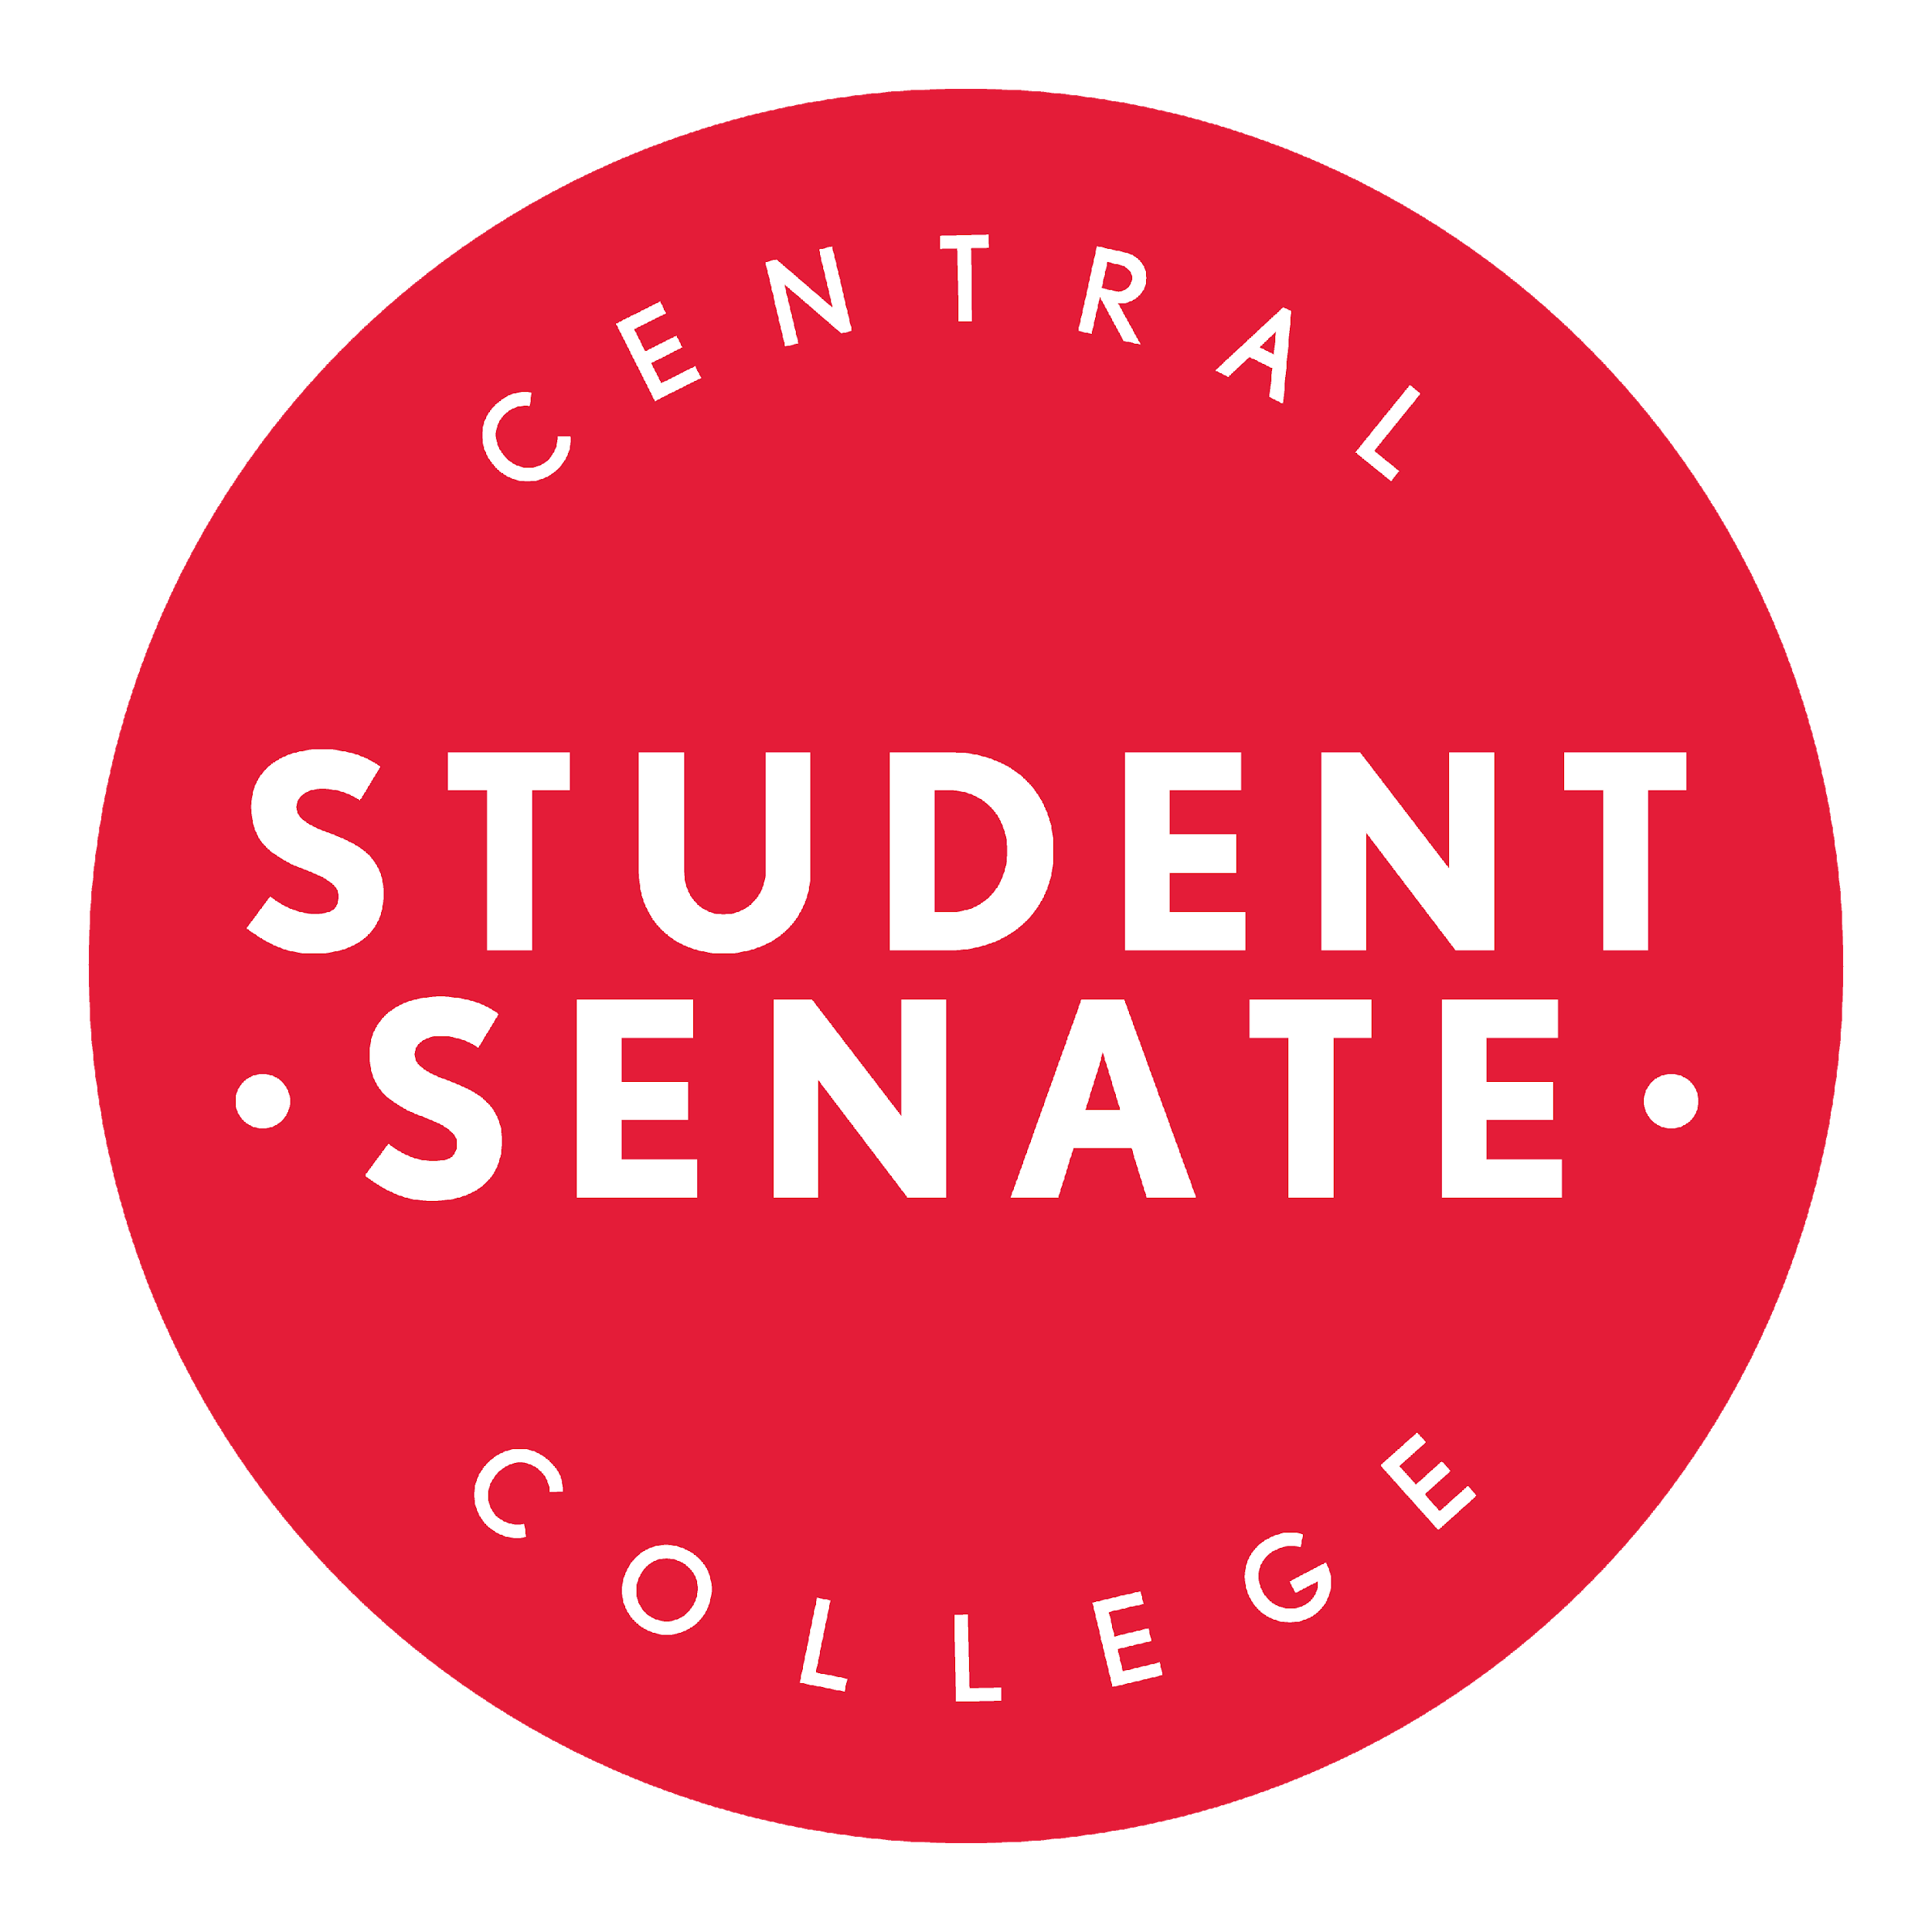 CENTRAL
STUDENT
• SENATE •
COLLEGE